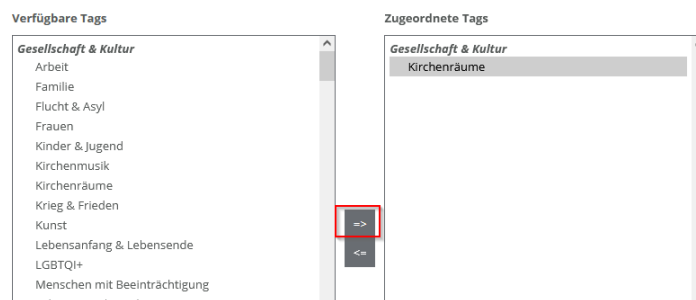 Verfügbare Tags
Gesellschaft & Kultur
Arbeit
Familie
Flucht & Asyl
Frauen
Kinder & Jugend
Kirchenmusik
Kirchenräume
Krieg & Frieden
Kunst
Lebensanfang & Lebensende
LGBTQI+
Menschen mit Beeinträchtigung
=>
<=
Zugeordnete Tags
Gesellschaft & Kultur
Kirchenräume